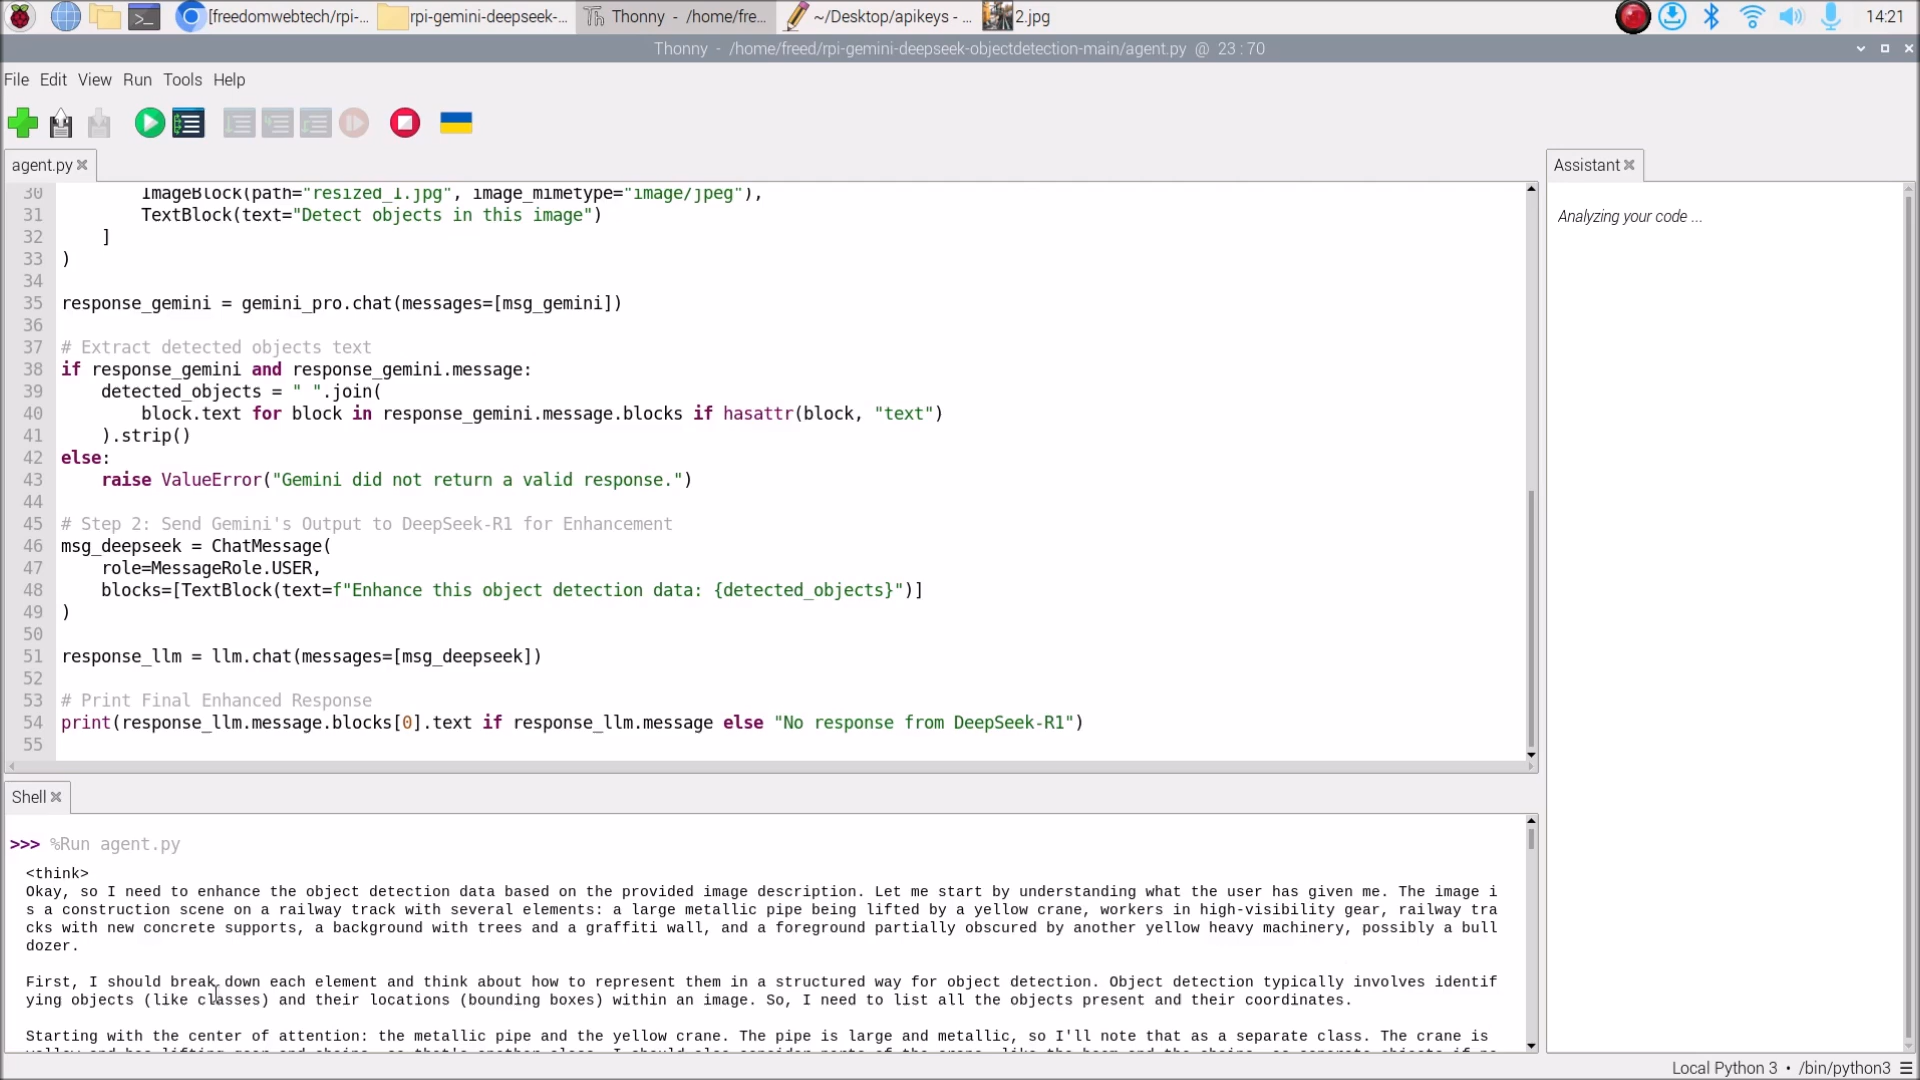 [freedomwebtech/rpi-...
rpi-gemini-deepseek-...
Thonny - /home/fre...
~/Desktop/apikeys - ...
2.jpg
14:21
Thonny - /home/freed/rpi-gemini-deepseek-objectdetection-main/agent.py @ 23 : 70
File Edit View Run Tools Help
agent.py
30 ImageBlock(path="resized_1.jpg", image_mimetype="image/jpeg"),
31 TextBlock(text="Detect objects in this image")
32 ]
33 )
34
35 response_gemini = gemini_pro.chat(messages=[msg_gemini])
36
37 # Extract detected objects text
38 if response_gemini and response_gemini.message:
39 detected_objects = " ".join(
40 block.text for block in response_gemini.message.blocks if hasattr(block, "text")
41 ).strip()
42 else:
43 raise ValueError("Gemini did not return a valid response.")
44
45 # Step 2: Send Gemini's Output to DeepSeek-R1 for Enhancement
46 msg_deepseek = ChatMessage(
47 role=MessageRole.USER,
48 blocks=[TextBlock(text=f"Enhance this object detection data: {detected_objects}")]
49 )
50
51 response_llm = llm.chat(messages=[msg_deepseek])
52
53 # Print Final Enhanced Response
54 print(response_llm.message.blocks[0].text if response_llm.message else "No response from DeepSeek-R1")
55
Assistant
Analyzing your code ...
Shell
>>> %Run agent.py
<think>
Okay, so I need to enhance the object detection data based on the provided image description. Let me start by understanding what the user has given me. The image i
s a construction scene on a railway track with several elements: a large metallic pipe being lifted by a yellow crane, workers in high-visibility gear, railway tra
cks with new concrete supports, a background with trees and a graffiti wall, and a foreground partially obscured by another yellow heavy machinery, possibly a bull
dozer.
First, I should break down each element and think about how to represent them in a structured way for object detection. Object detection typically involves identif
ying objects (like classes) and their locations (bounding boxes) within an image. So, I need to list all the objects present and their coordinates.
Starting with the center of attention: the metallic pipe and the yellow crane. The pipe is large and metallic, so I'll note that as a separate class. The crane is
Local Python 3 • /bin/python3